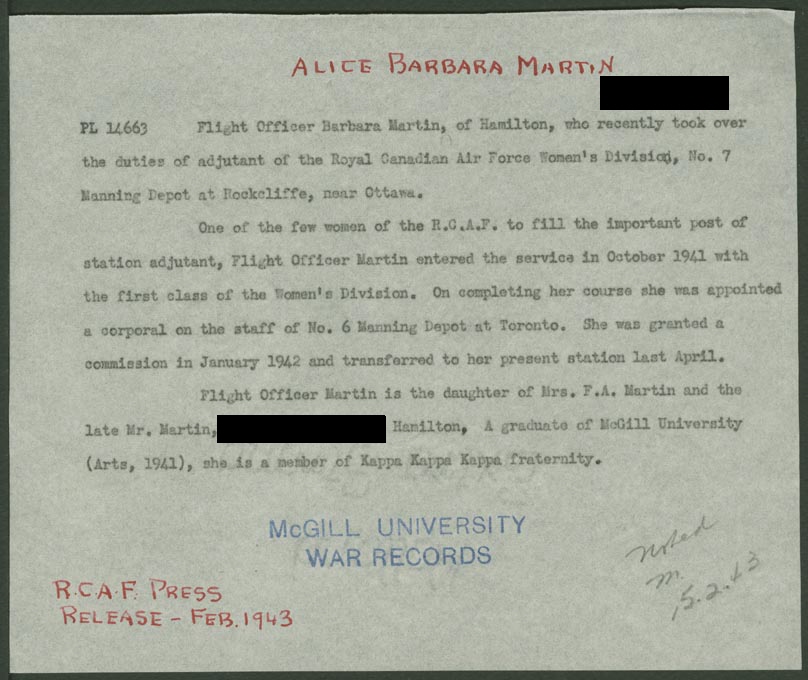 ALICE BARBARA MARTIN
PL 14663 Flight Officer Barbara Martin, of Hamilton, who recently took over
the duties of adjutant of the Royal Canadian Air Force Women's Division, No. 7
Manning Depot at Rockcliffe, near Ottawa.
One of the few women of the R.C.A.F. to fill the important post of
station adjutant, Flight Officer Martin entered the service in October 1941 with
the first class of the Women's Division. On completing her course she was appointed
a corporal on the staff of No. 6 Manning Depot at Toronto. She was granted a
commission in January 1942 and transferred to her present station last April.
Flight Officer Martin is the daughter of Mrs. F.A. Martin and the
late Mr. Martin, Hamilton, A graduate of McGill University
(Arts, 1941), she is a member of Kappa Kappa Kappa fraternity.
McGILL UNIVERSITY
WAR RECORDS
noted
m.
15.2.43
R.C.A.F. PRESS
RELEASE - FEB. 1943